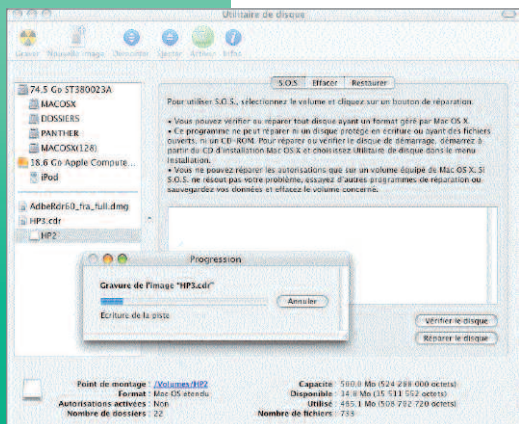 Utilitaire de disque
Graver Nouvelle image Démonter Ejecter Activer Infos
74.5 Go ST380023A
MACOSX
DOSSIERS
PANTHER
MACOSX(128)
18.6 Go Apple Compute...
iPod
AdbeRdr60_fra_full.dmg
HP3.cdr
HP2
S.O.S Effacer Restaurer
Pour utiliser S.O.S., sélectionnez le volume et cliquez sur un bouton de réparation.
• Vous pouvez vérifier ou réparer tout disque ayant un format géré par Mac OS X.
• Ce programme ne peut réparer ni un disque protégé en écriture ou ayant des fichiers
ouverts, ni un CD-ROM. Pour réparer ou vérifier le disque de démarrage, démarrez à
partir du CD d'installation Mac OS X et choisissez Utilitaire de disque dans le menu
Installation.
• Vous ne pouvez réparer les autorisations que sur un volume équipé de Mac OS X. Si
S.O.S. ne résout pas votre problème, essayez d'autres programmes de réparation ou
sauvegardez vos données et effacez le volume concerné.
Progression
Gravure de l'image "HP3.cdr"
Annuler
Écriture de la piste
Vérifier le disque
Réparer le disque
Point de montage : /Volumes/HP2
Format : Mac OS étendu
Autorisations activées : Non
Nombre de dossiers : 22
Capacité : 500.0 Mo (524 288 000 octets)
Disponible : 34.8 Mo (35 511 552 octets)
Utilisé : 465.1 Mo (508 782 720 octets)
Nombre de fichiers : 733